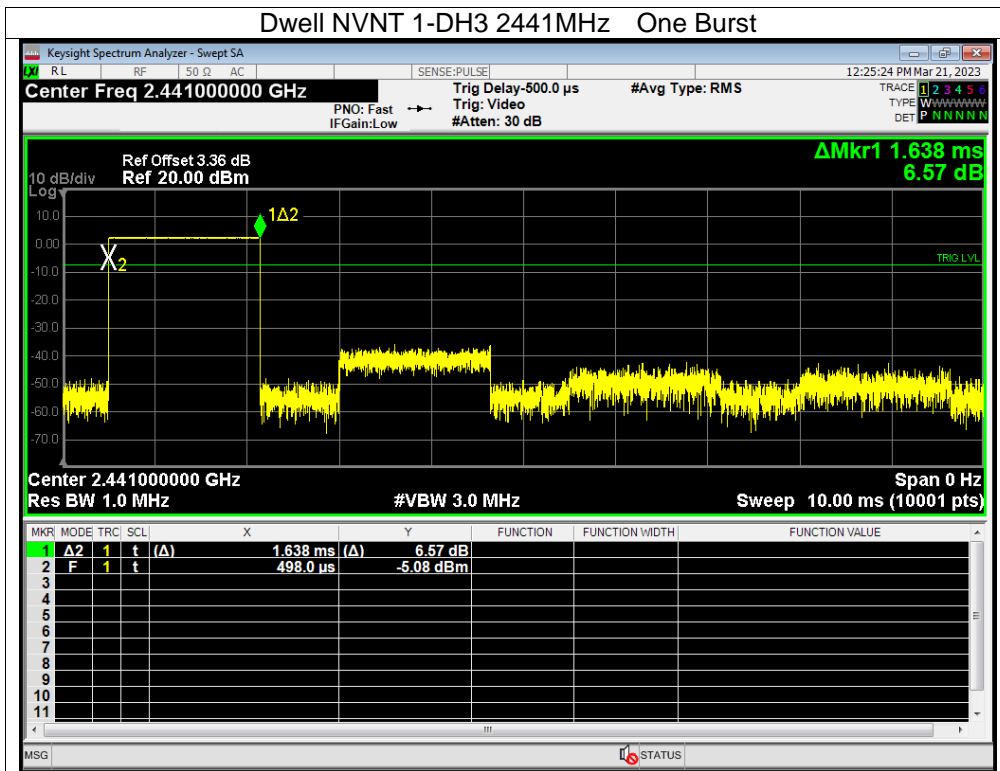 Dwell NVNT 1-DH3 2441MHz One Burst
Keysight Spectrum Analyzer - Swept SA
LXI RL RF 50 Ω AC SENSE:PULSE 12:25:24 PM Mar 21, 2023
Center Freq 2.441000000 GHz
PNO: Fast
IFGain:Low
Trig Delay-500.0 µs
Trig: Video
#Atten: 30 dB
#Avg Type: RMS
TRACE 1 2 3 4 5 6
TYPE WWWWWW
DET P N N N N N
ΔMkr1 1.638 ms
6.57 dB
Ref Offset 3.36 dB
10 dB/div Ref 20.00 dBm
Log
10.0
0.00
-10.0
-20.0
-30.0
-40.0
-50.0
-60.0
-70.0
1Δ2
X2
TRIG LVL
Center 2.441000000 GHz Span 0 Hz
Res BW 1.0 MHz #VBW 3.0 MHz Sweep 10.00 ms (10001 pts)
MKR MODE TRC SCL X Y FUNCTION FUNCTION WIDTH FUNCTION VALUE
1 Δ2 1 t (Δ) 1.638 ms (Δ) 6.57 dB
2 F 1 t 498.0 µs -5.08 dBm
3
4
5
6
7
8
9
10
11
MSG STATUS